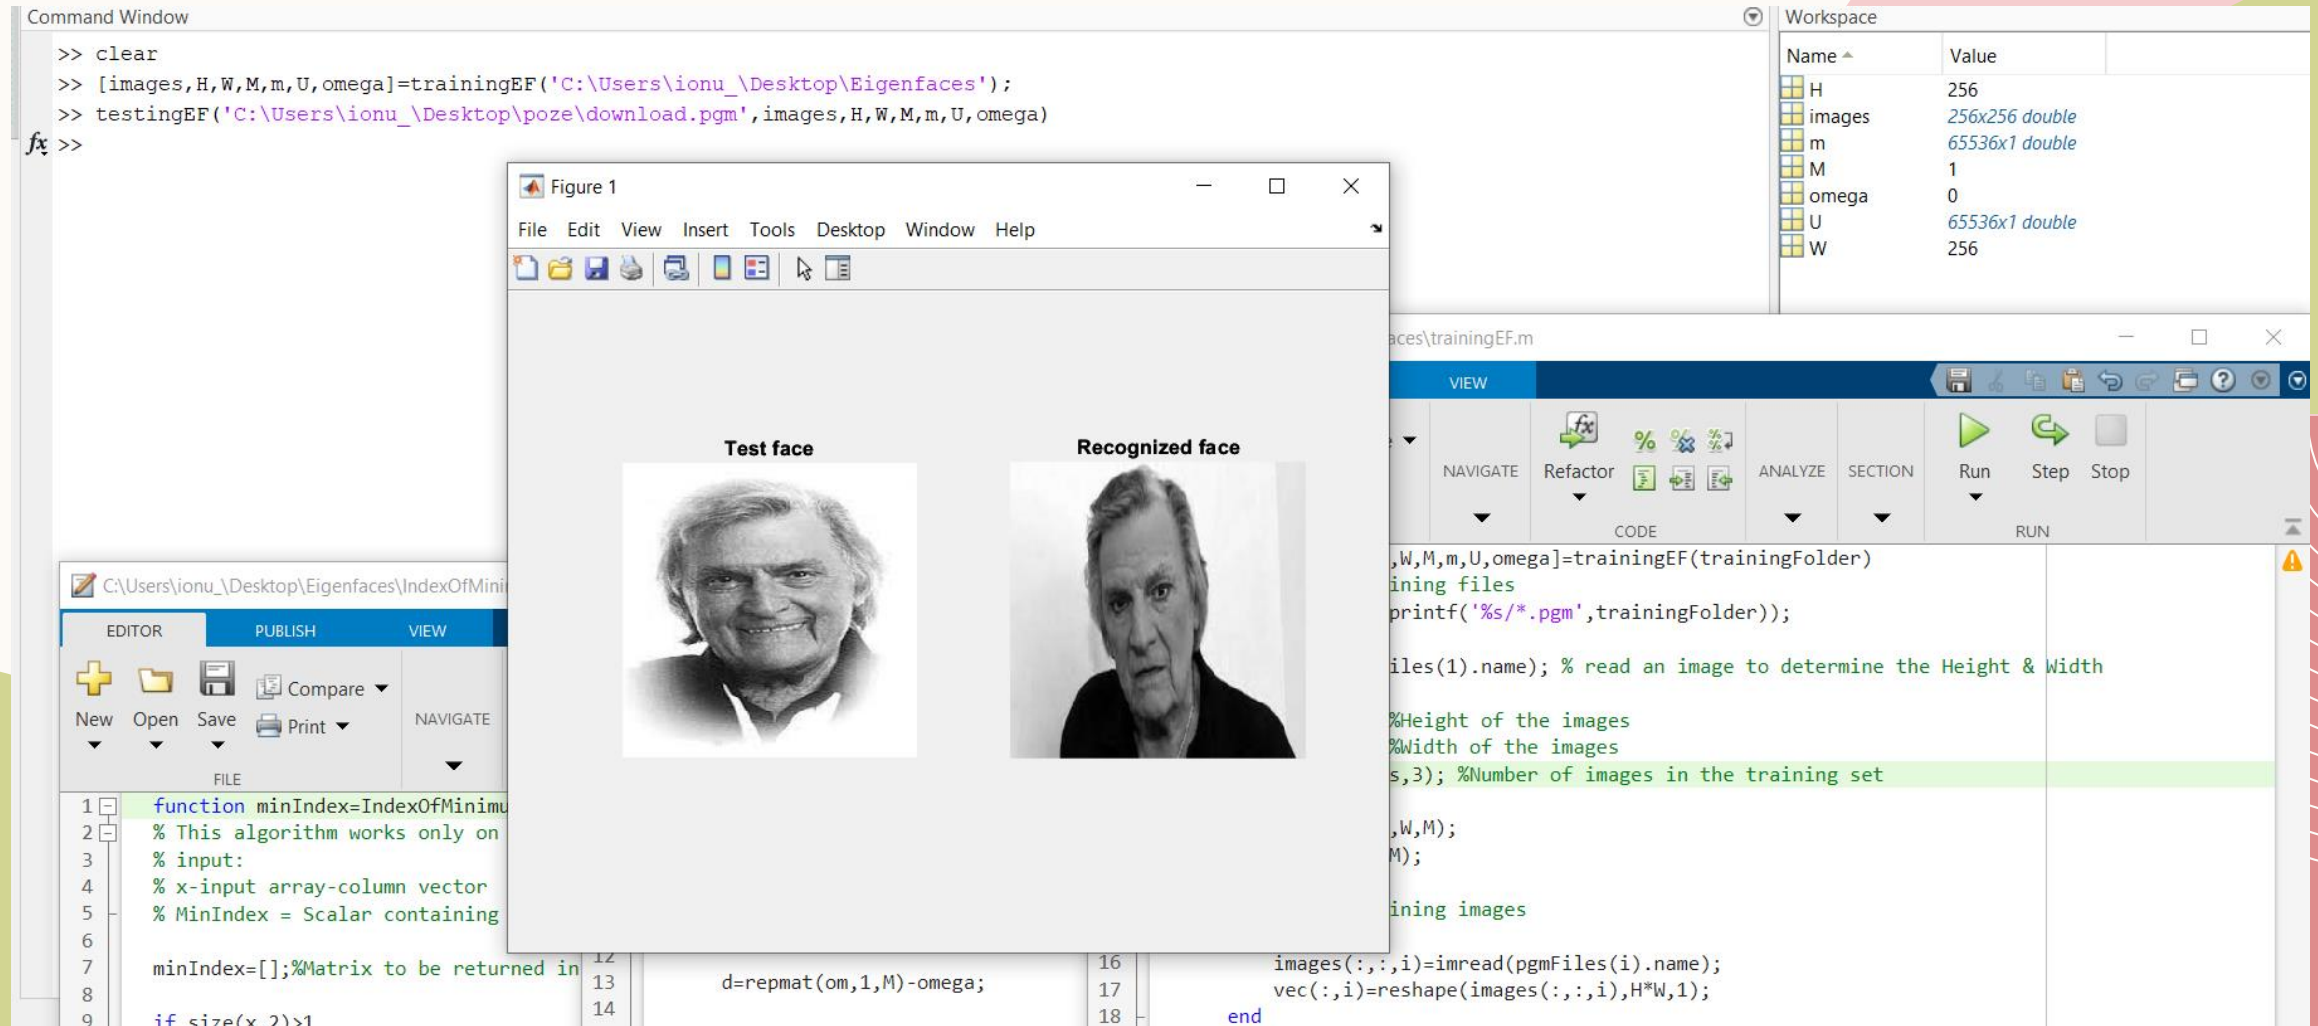 Command Window
>> clear
>> [images,H,W,M,m,U,omega]=trainingEF('C:\Users\ionu_\Desktop\Eigenfaces');
>> testingEF('C:\Users\ionu_\Desktop\poze\download.pgm',images,H,W,M,m,U,omega)
fx >>
Workspace
Name Value
H 256
images 256x256 double
m 65536x1 double
M 1
omega 0
U 65536x1 double
W 256
Figure 1
File Edit View Insert Tools Desktop Window Help
Test face
Recognized face
aces\trainingEF.m
VIEW
NAVIGATE
Refactor
CODE
ANALYZE
SECTION
Run
Step
Stop
RUN
,W,M,m,U,omega]=trainingEF(trainingFolder)
ining files
printf('%s/*.pgm',trainingFolder));
iles(1).name); % read an image to determine the Height & Width
%Height of the images
%Width of the images
s,3); %Number of images in the training set
,W,M);
M);
ining images
16 images(:,:,i)=imread(pgmFiles(i).name);
17 vec(:,i)=reshape(images(:,:,i),H*W,1);
18 end
C:\Users\ionu_\Desktop\Eigenfaces\IndexOfMini
EDITOR PUBLISH VIEW
New
Open
Save
Compare
Print
FILE
NAVIGATE
1 function minIndex=IndexOfMinimu
2 % This algorithm works only on
3 % input:
4 % x-input array-column vector
5 % MinIndex = Scalar containing
6
7 minIndex=[];%Matrix to be returned in
8
9 if size(x,2)>1
12
13 d=repmat(om,1,M)-omega;
14